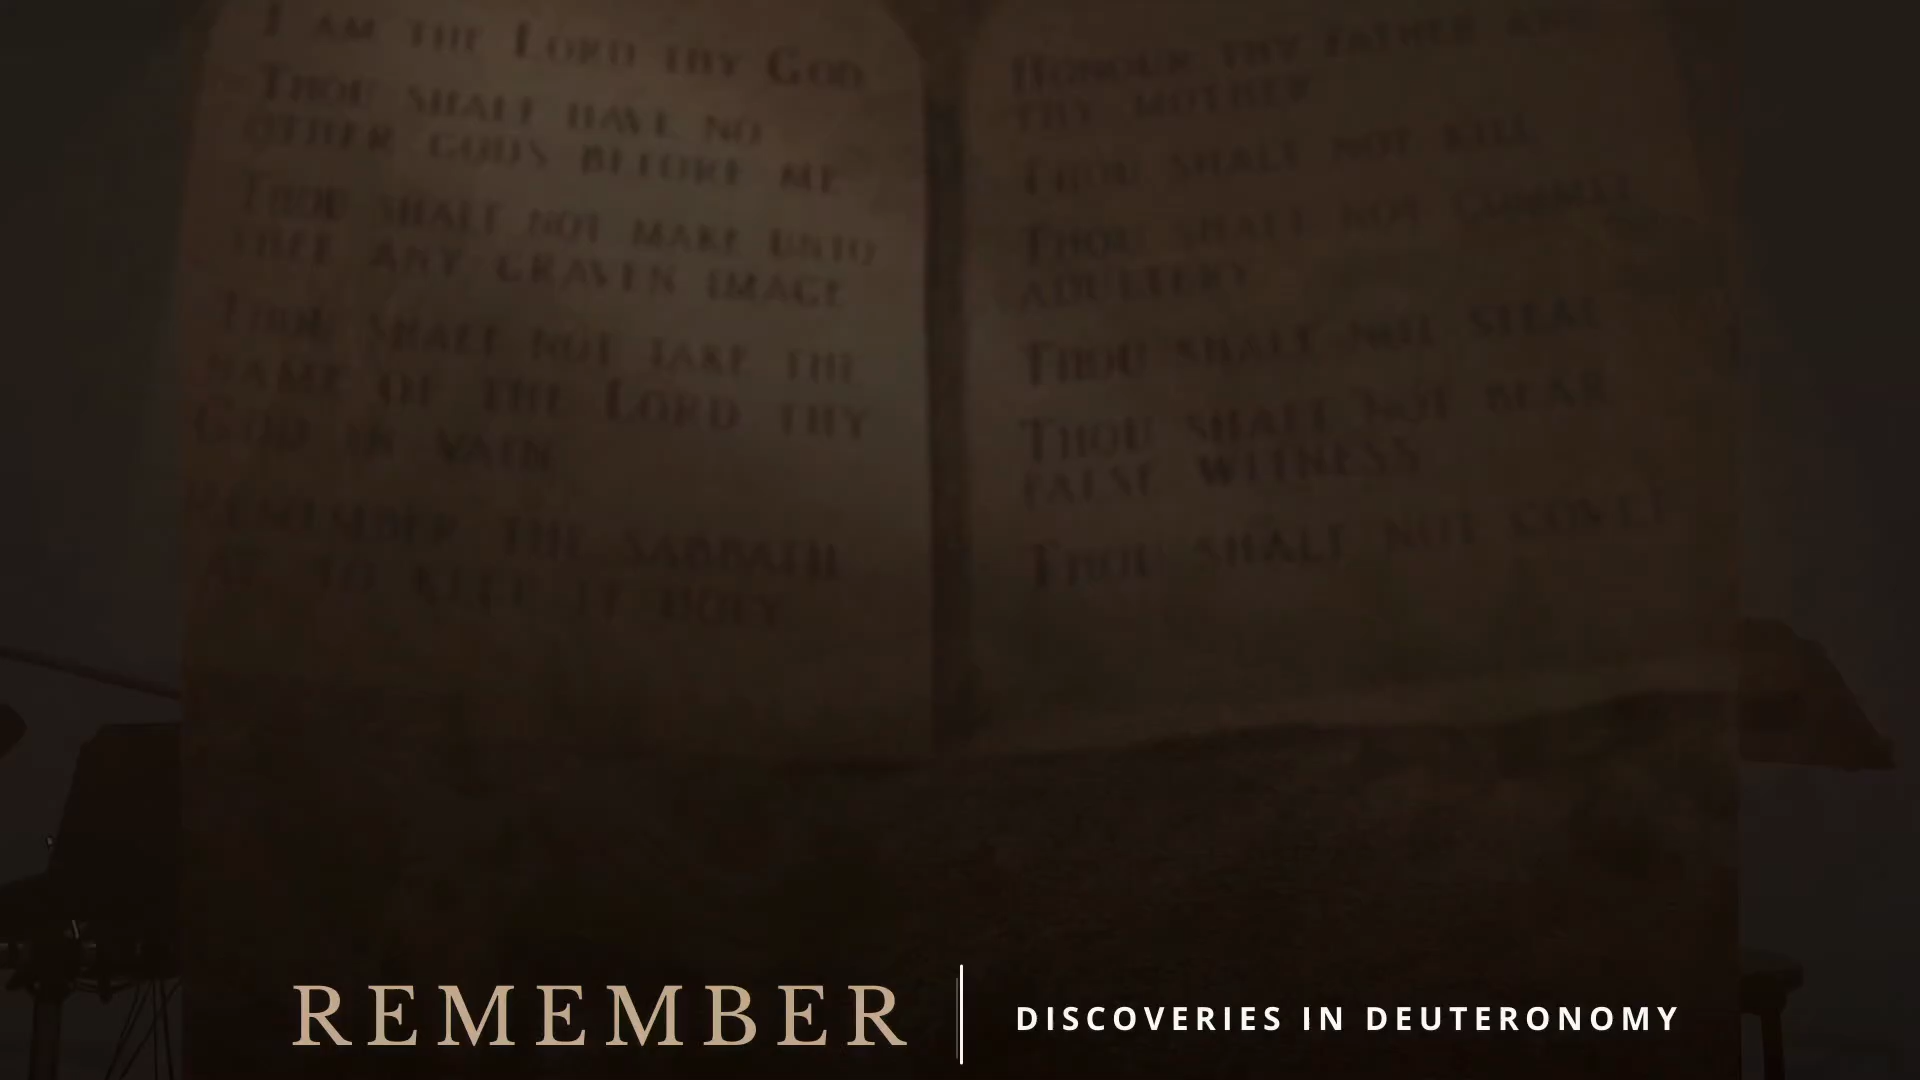 I AM THE LORD THY GOD
THOU SHALT HAVE NO
OTHER GODS BEFORE ME
THOU SHALT NOT MAKE UNTO
THEE ANY GRAVEN IMAGE
THOU SHALT NOT TAKE THE
NAME OF THE LORD THY
GOD IN VAIN
REMEMBER THE SABBATH
TO KEEP IT HOLY
HONOUR THY FATHER AND
THY MOTHER
THOU SHALT NOT KILL
THOU SHALT NOT COMMIT
ADULTERY
THOU SHALT NOT STEAL
THOU SHALT NOT BEAR
FALSE WITNESS
THOU SHALT NOT COVET
REMEMBER
DISCOVERIES IN DEUTERONOMY